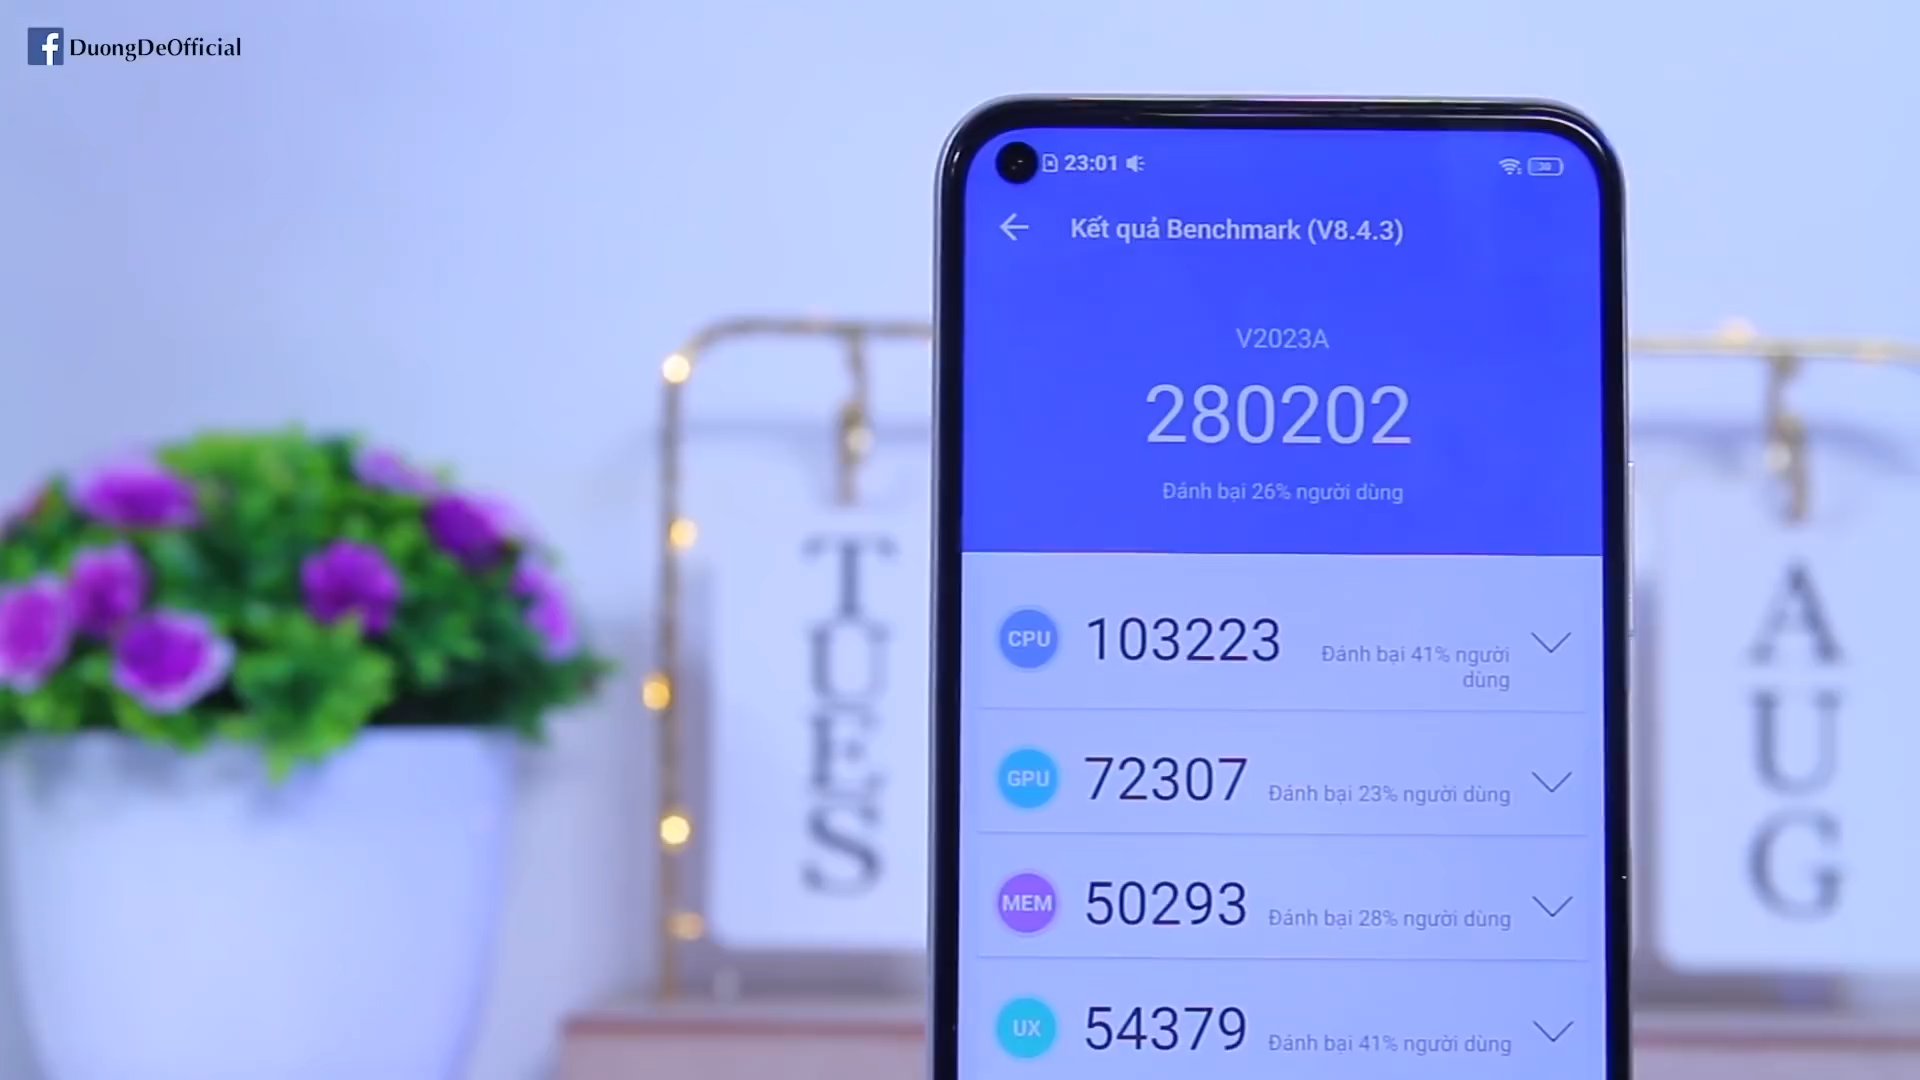 DuongDeOfficial
23:01
30
Kết quả Benchmark (V8.4.3)
V2023A
280202
Đánh bại 26% người dùng
CPU 103223 Đánh bại 41% người
dùng
GPU 72307 Đánh bại 23% người dùng
MEM 50293 Đánh bại 28% người dùng
UX 54379 Đánh bại 41% người dùng
TUES
AUG